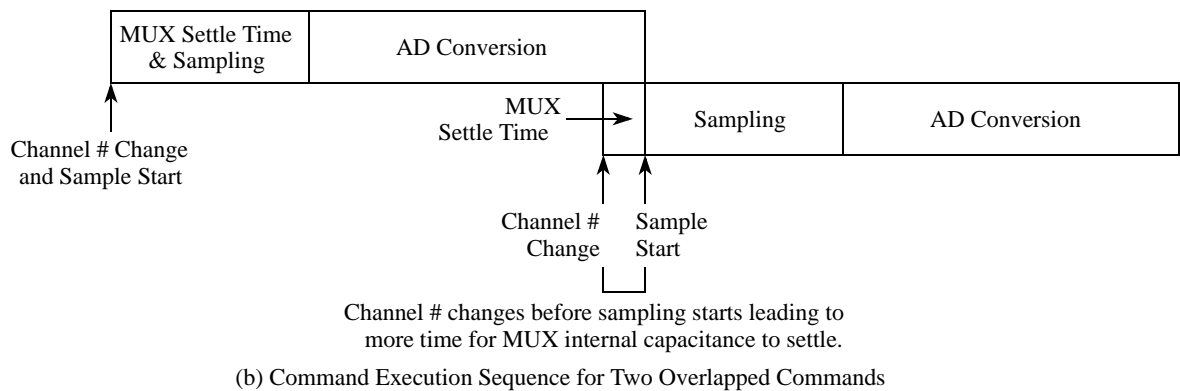 MUX Settle Time
& Sampling
AD Conversion
MUX
Settle Time
Sampling
AD Conversion
Channel # Change
and Sample Start
Channel #
Change
Sample
Start
Channel # changes before sampling starts leading to
more time for MUX internal capacitance to settle.
(b) Command Execution Sequence for Two Overlapped Commands